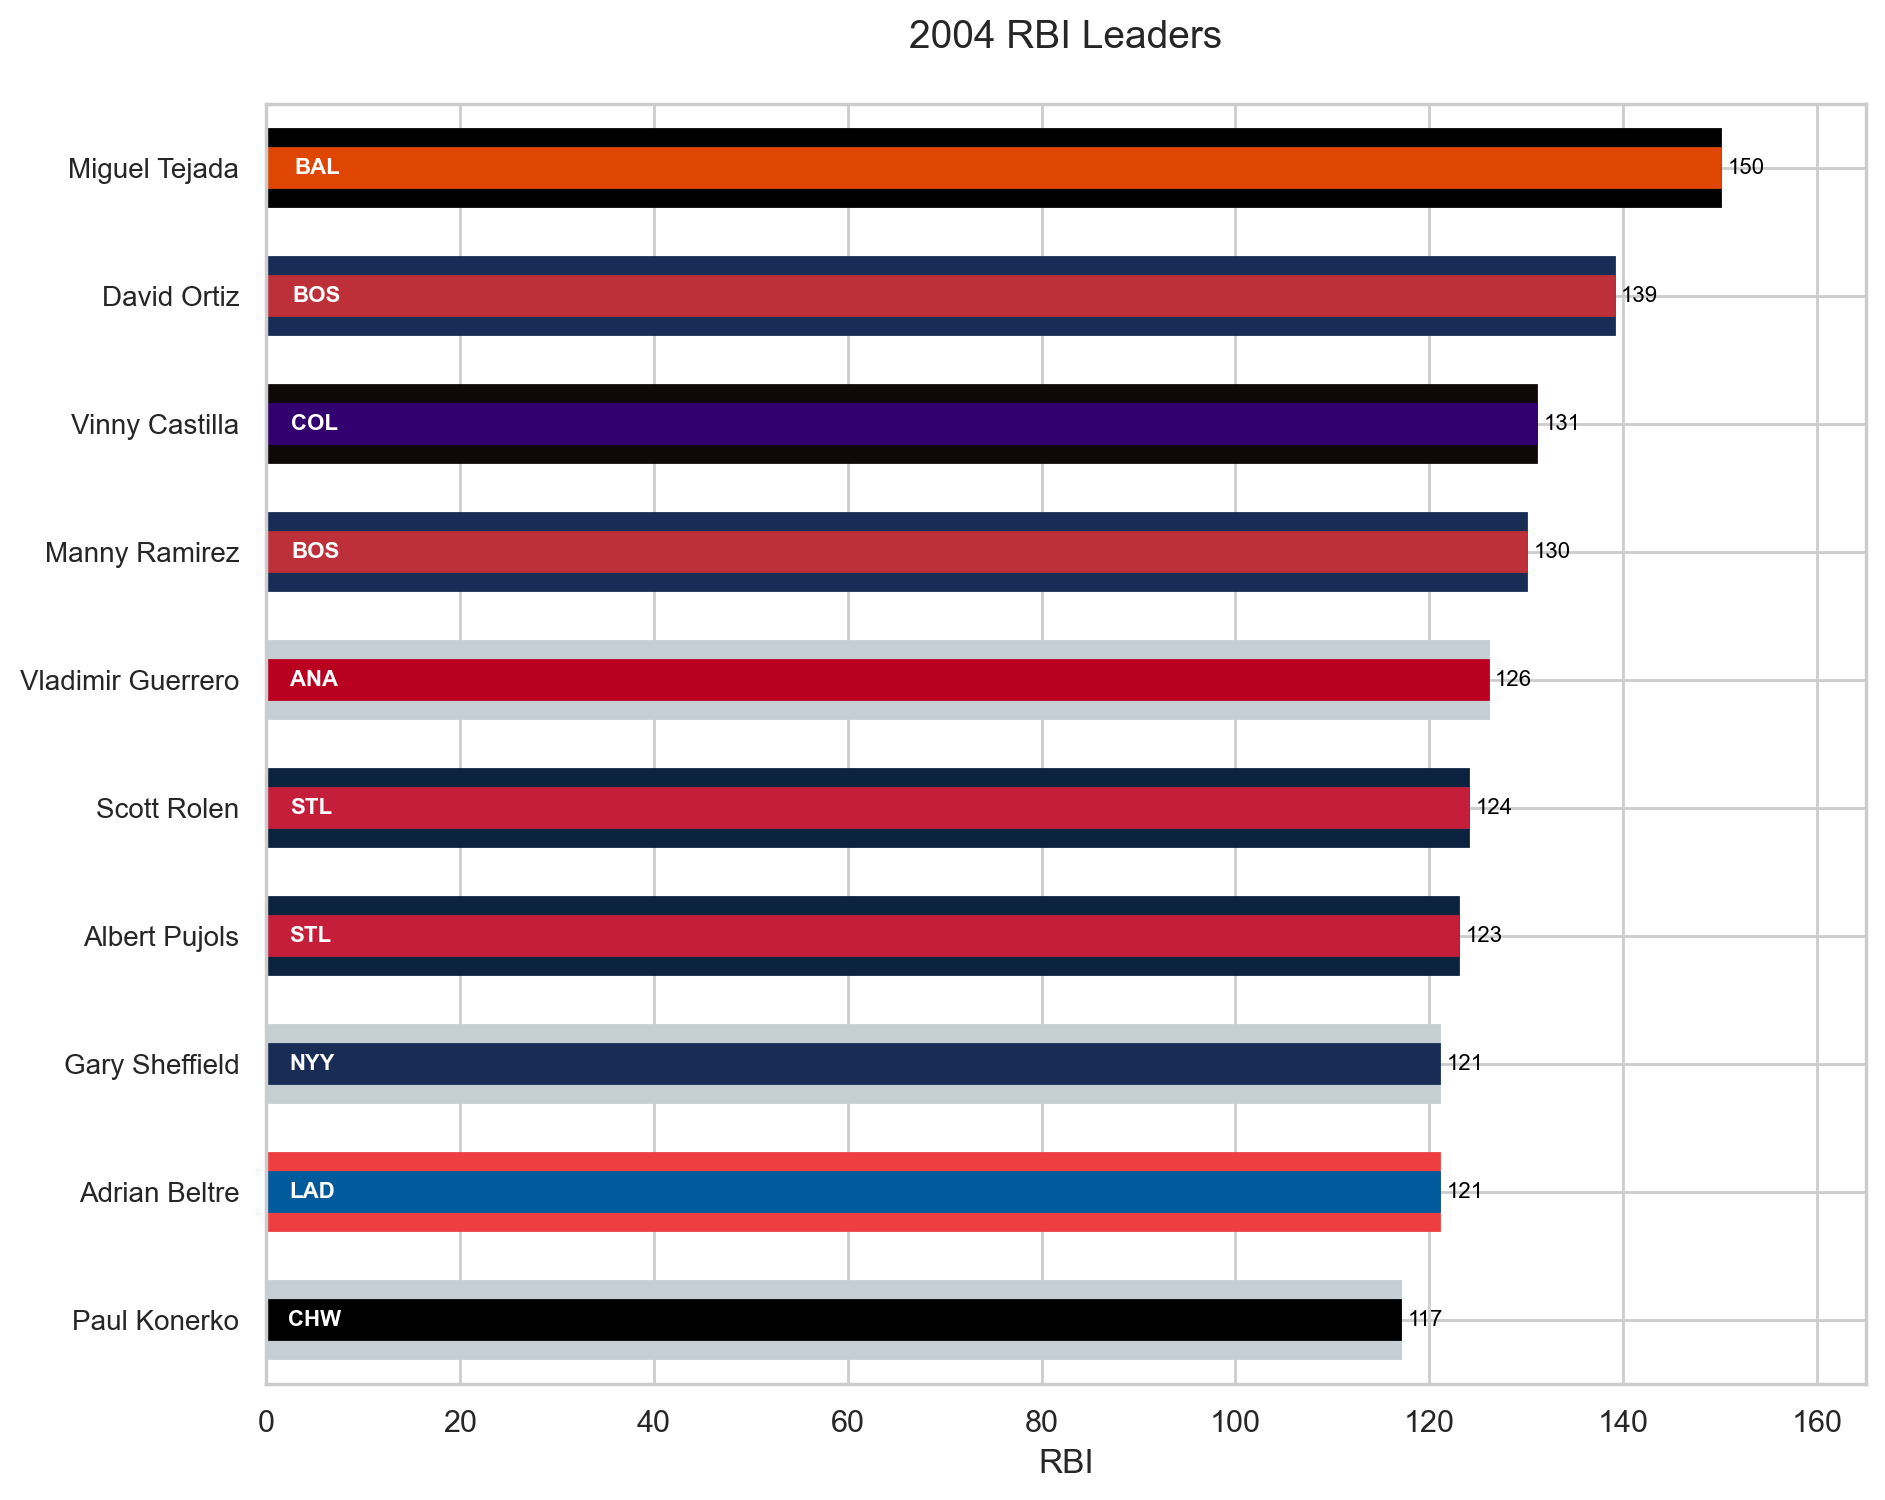 2004 RBI Leaders
Miguel Tejada BAL 150
David Ortiz BOS 139
Vinny Castilla COL 131
Manny Ramirez BOS 130
Vladimir Guerrero ANA 126
Scott Rolen STL 124
Albert Pujols STL 123
Gary Sheffield NYY 121
Adrian Beltre LAD 121
Paul Konerko CHW 117
0 20 40 60 80 100 120 140 160
RBI